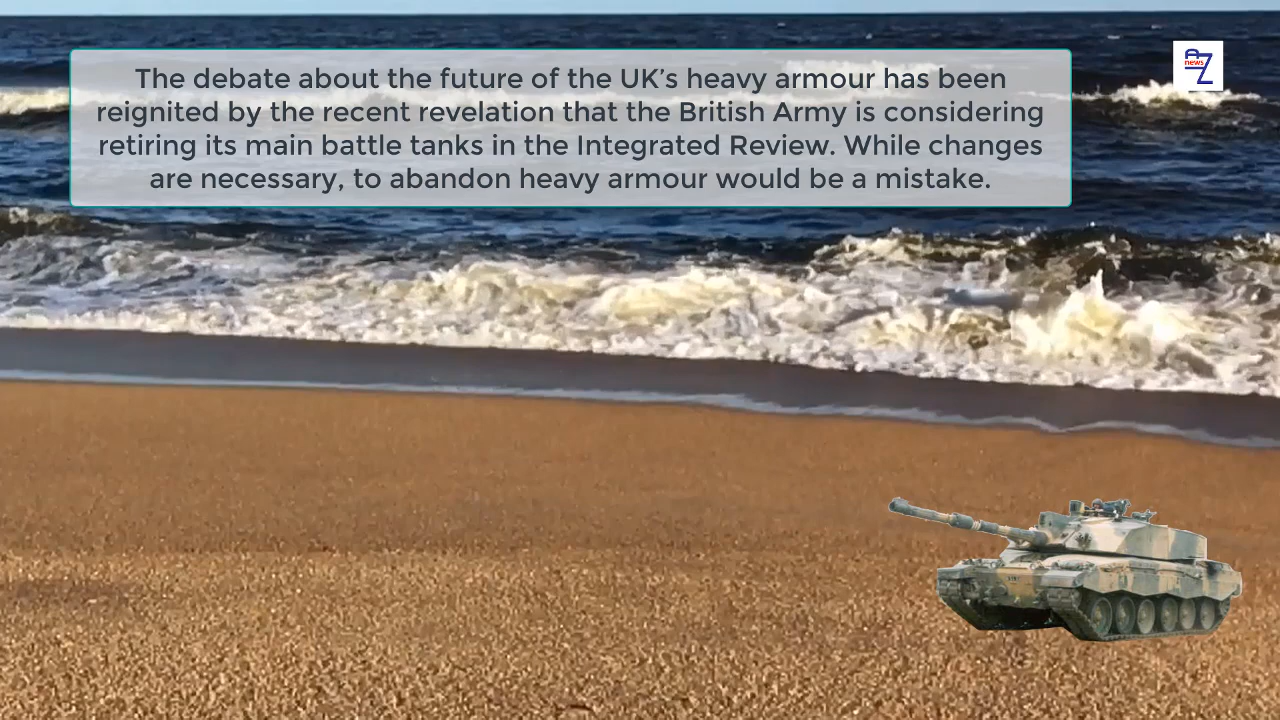 The debate about the future of the UK’s heavy armour has been
reignited by the recent revelation that the British Army is considering
retiring its main battle tanks in the Integrated Review. While changes
are necessary, to abandon heavy armour would be a mistake.
A
news
Z